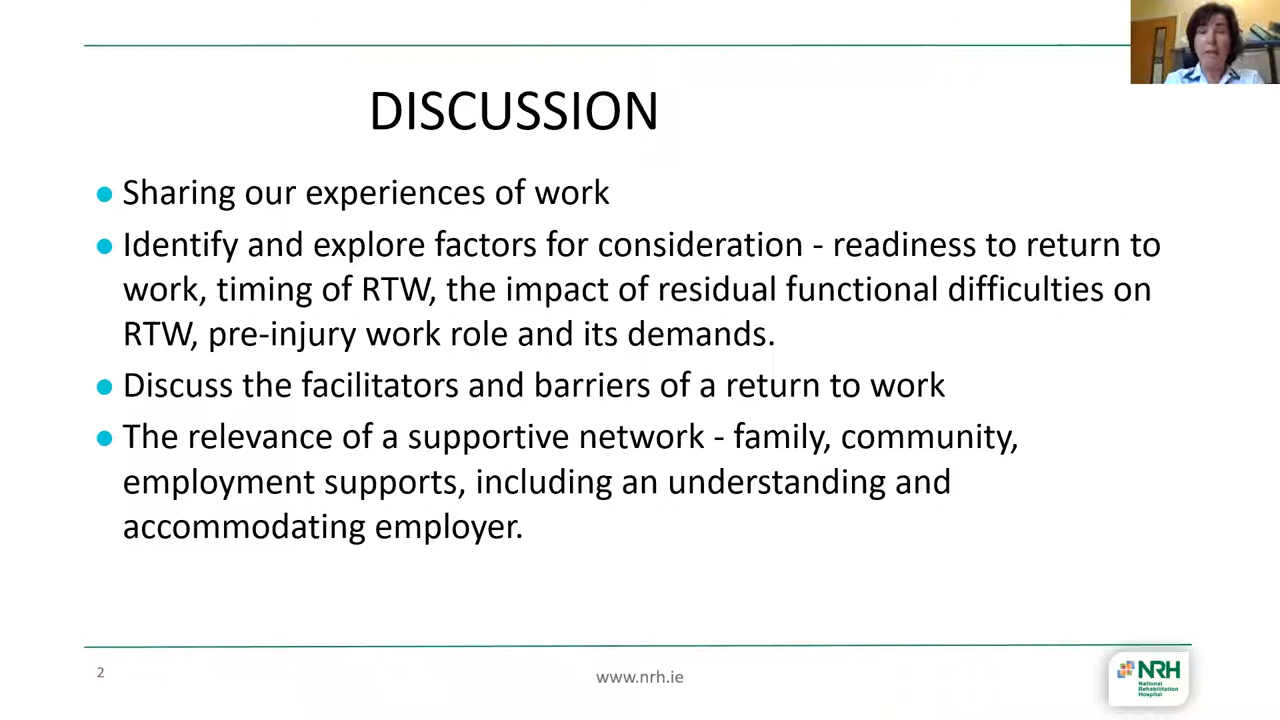 DISCUSSION
● Sharing our experiences of work
● Identify and explore factors for consideration - readiness to return to
work, timing of RTW, the impact of residual functional difficulties on
RTW, pre-injury work role and its demands.
● Discuss the facilitators and barriers of a return to work
● The relevance of a supportive network - family, community,
employment supports, including an understanding and
accommodating employer.
2
www.nrh.ie
NRH
National
Rehabilitation
Hospital